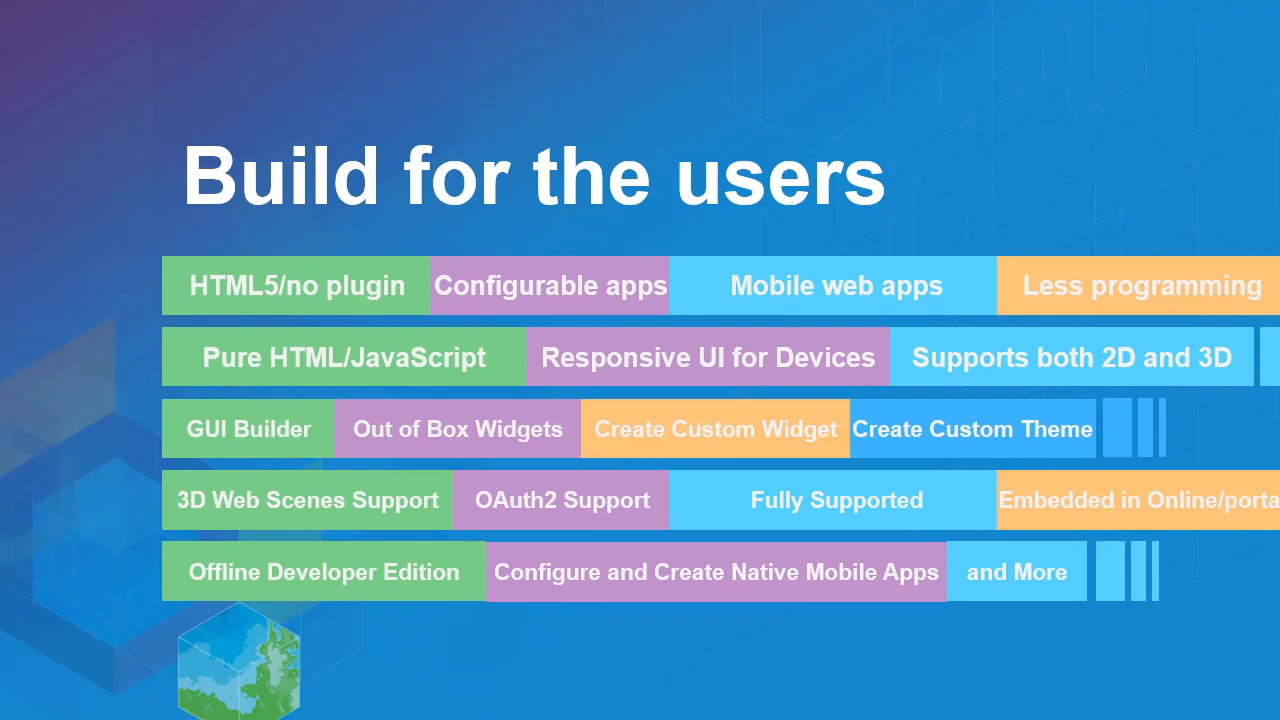 Build for the users
HTML5/no plugin Configurable apps Mobile web apps Less programming
Pure HTML/JavaScript Responsive UI for Devices Supports both 2D and 3D
GUI Builder Out of Box Widgets Create Custom Widget Create Custom Theme
3D Web Scenes Support OAuth2 Support Fully Supported Embedded in Online/porta
Offline Developer Edition Configure and Create Native Mobile Apps and More